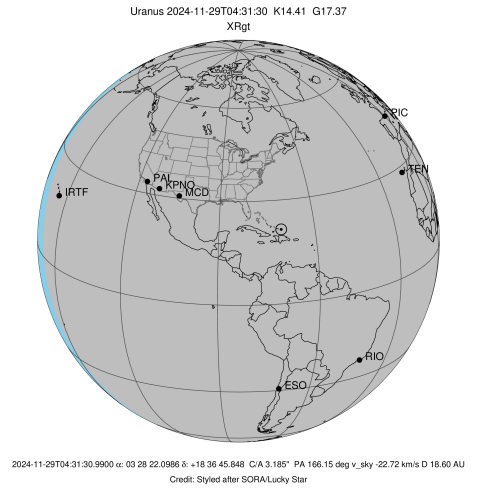 Uranus 2024-11-29T04:31:30 K14.41 G17.37
XRgt
PIC
TEN
PAL
KPNO
MCD
IRTF
RIO
ESO
2024-11-29T04:31:30.9900 α: 03 28 22.0986 δ: +18 36 45.848 C/A 3.185" PA 166.15 deg v_sky -22.72 km/s D 18.60 AU
Credit: Styled after SORA/Lucky Star